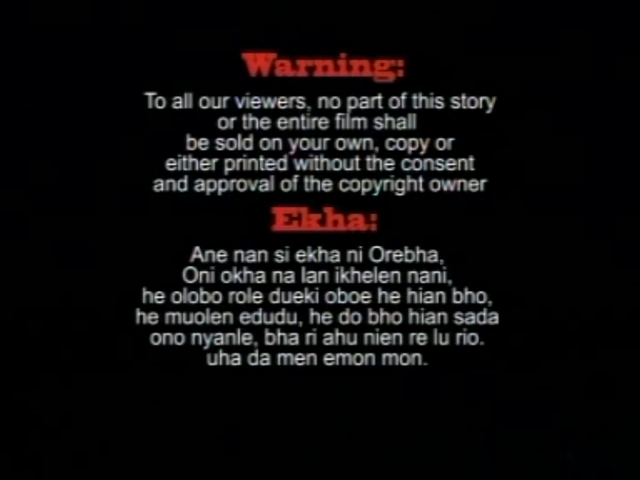 Warning:
To all our viewers, no part of this story
or the entire film shall
be sold on your own, copy or
either printed without the consent
and approval of the copyright owner
Ekha:
Ane nan si ekha ni Orebha,
Oni okha na lan ikhelen nani,
he olobo role dueki oboe he hian bho,
he muolen edudu, he do bho hian sada
ono nyanle, bha ri ahu nien re lu rio.
uha da men emon mon.